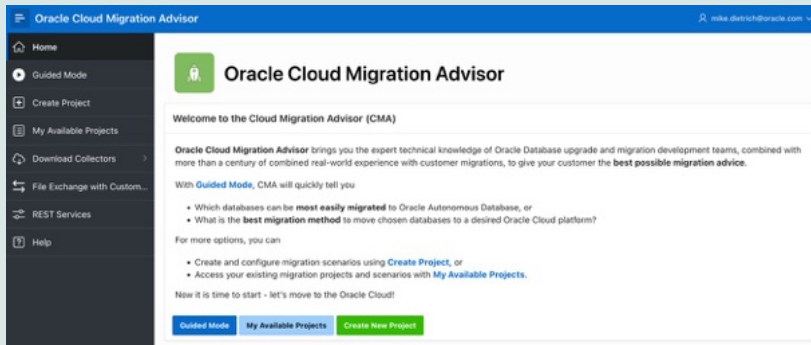 Oracle Cloud Migration Advisor
mike.dietrich@oracle.com
Home
Guided Mode
Create Project
My Available Projects
Download Collectors
File Exchange with Custom...
REST Services
Help
Oracle Cloud Migration Advisor
Welcome to the Cloud Migration Advisor (CMA)
Oracle Cloud Migration Advisor brings you the expert technical knowledge of Oracle Database upgrade and migration development teams, combined with
more than a century of combined real-world experience with customer migrations, to give your customer the best possible migration advice.
With Guided Mode, CMA will quickly tell you
• Which databases can be most easily migrated to Oracle Autonomous Database, or
• What is the best migration method to move chosen databases to a desired Oracle Cloud platform?
For more options, you can
• Create and configure migration scenarios using Create Project, or
• Access your existing migration projects and scenarios with My Available Projects.
Now it is time to start - let's move to the Oracle Cloud!
Guided Mode
My Available Projects
Create New Project